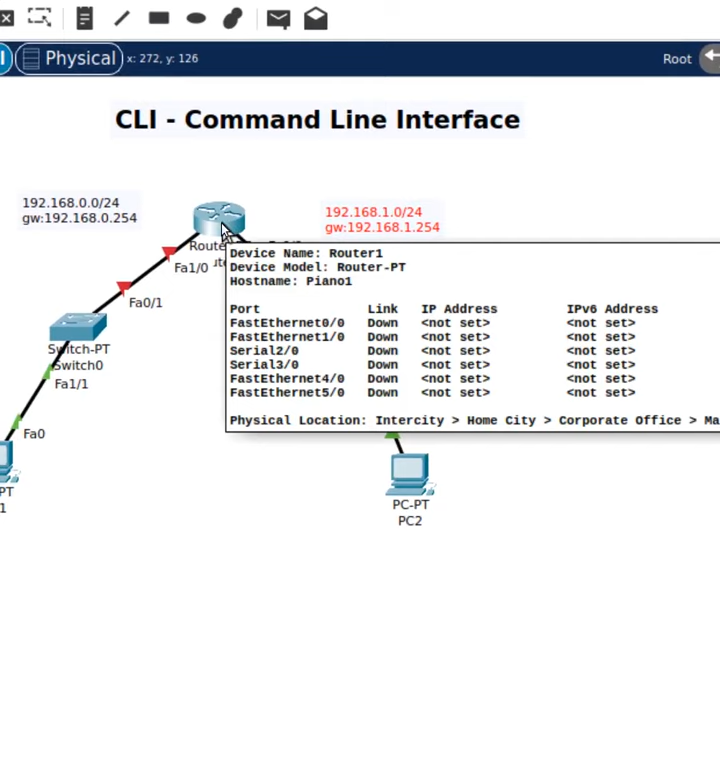 Physical
x: 272, y: 126
Root
CLI - Command Line Interface
192.168.0.0/24
gw:192.168.0.254
192.168.1.0/24
gw:192.168.1.254
Route
Fa1/0
Device Name: Router1
Device Model: Router-PT
Hostname: Piano1
Port Link IP Address IPv6 Address
FastEthernet0/0 Down <not set> <not set>
FastEthernet1/0 Down <not set> <not set>
Serial2/0 Down <not set> <not set>
Serial3/0 Down <not set> <not set>
FastEthernet4/0 Down <not set> <not set>
FastEthernet5/0 Down <not set> <not set>
Physical Location: Intercity > Home City > Corporate Office > Ma
Fa0/1
Switch-PT
Switch0
Fa1/1
Fa0
PT
1
PC-PT
PC2